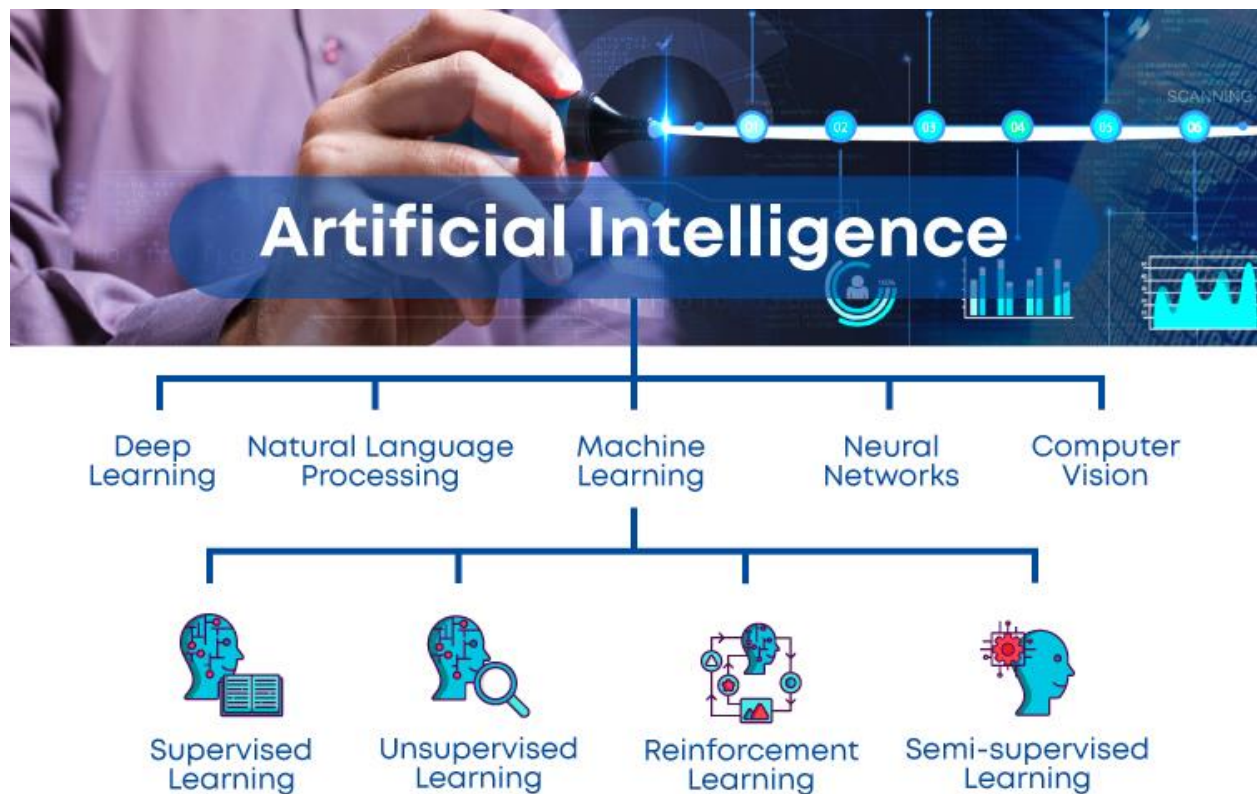 SCANNING
01 02 03 04 05 06
Artificial Intelligence
Deep
Learning
Natural Language
Processing
Machine
Learning
Neural
Networks
Computer
Vision
Supervised
Learning
Unsupervised
Learning
Reinforcement
Learning
Semi-supervised
Learning